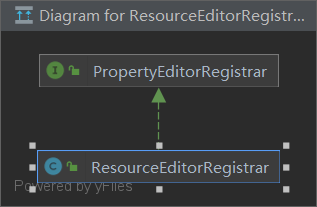 Diagram for ResourceEditorRegistr...
I PropertyEditorRegistrar
C ResourceEditorRegistrar
Powered by yFiles